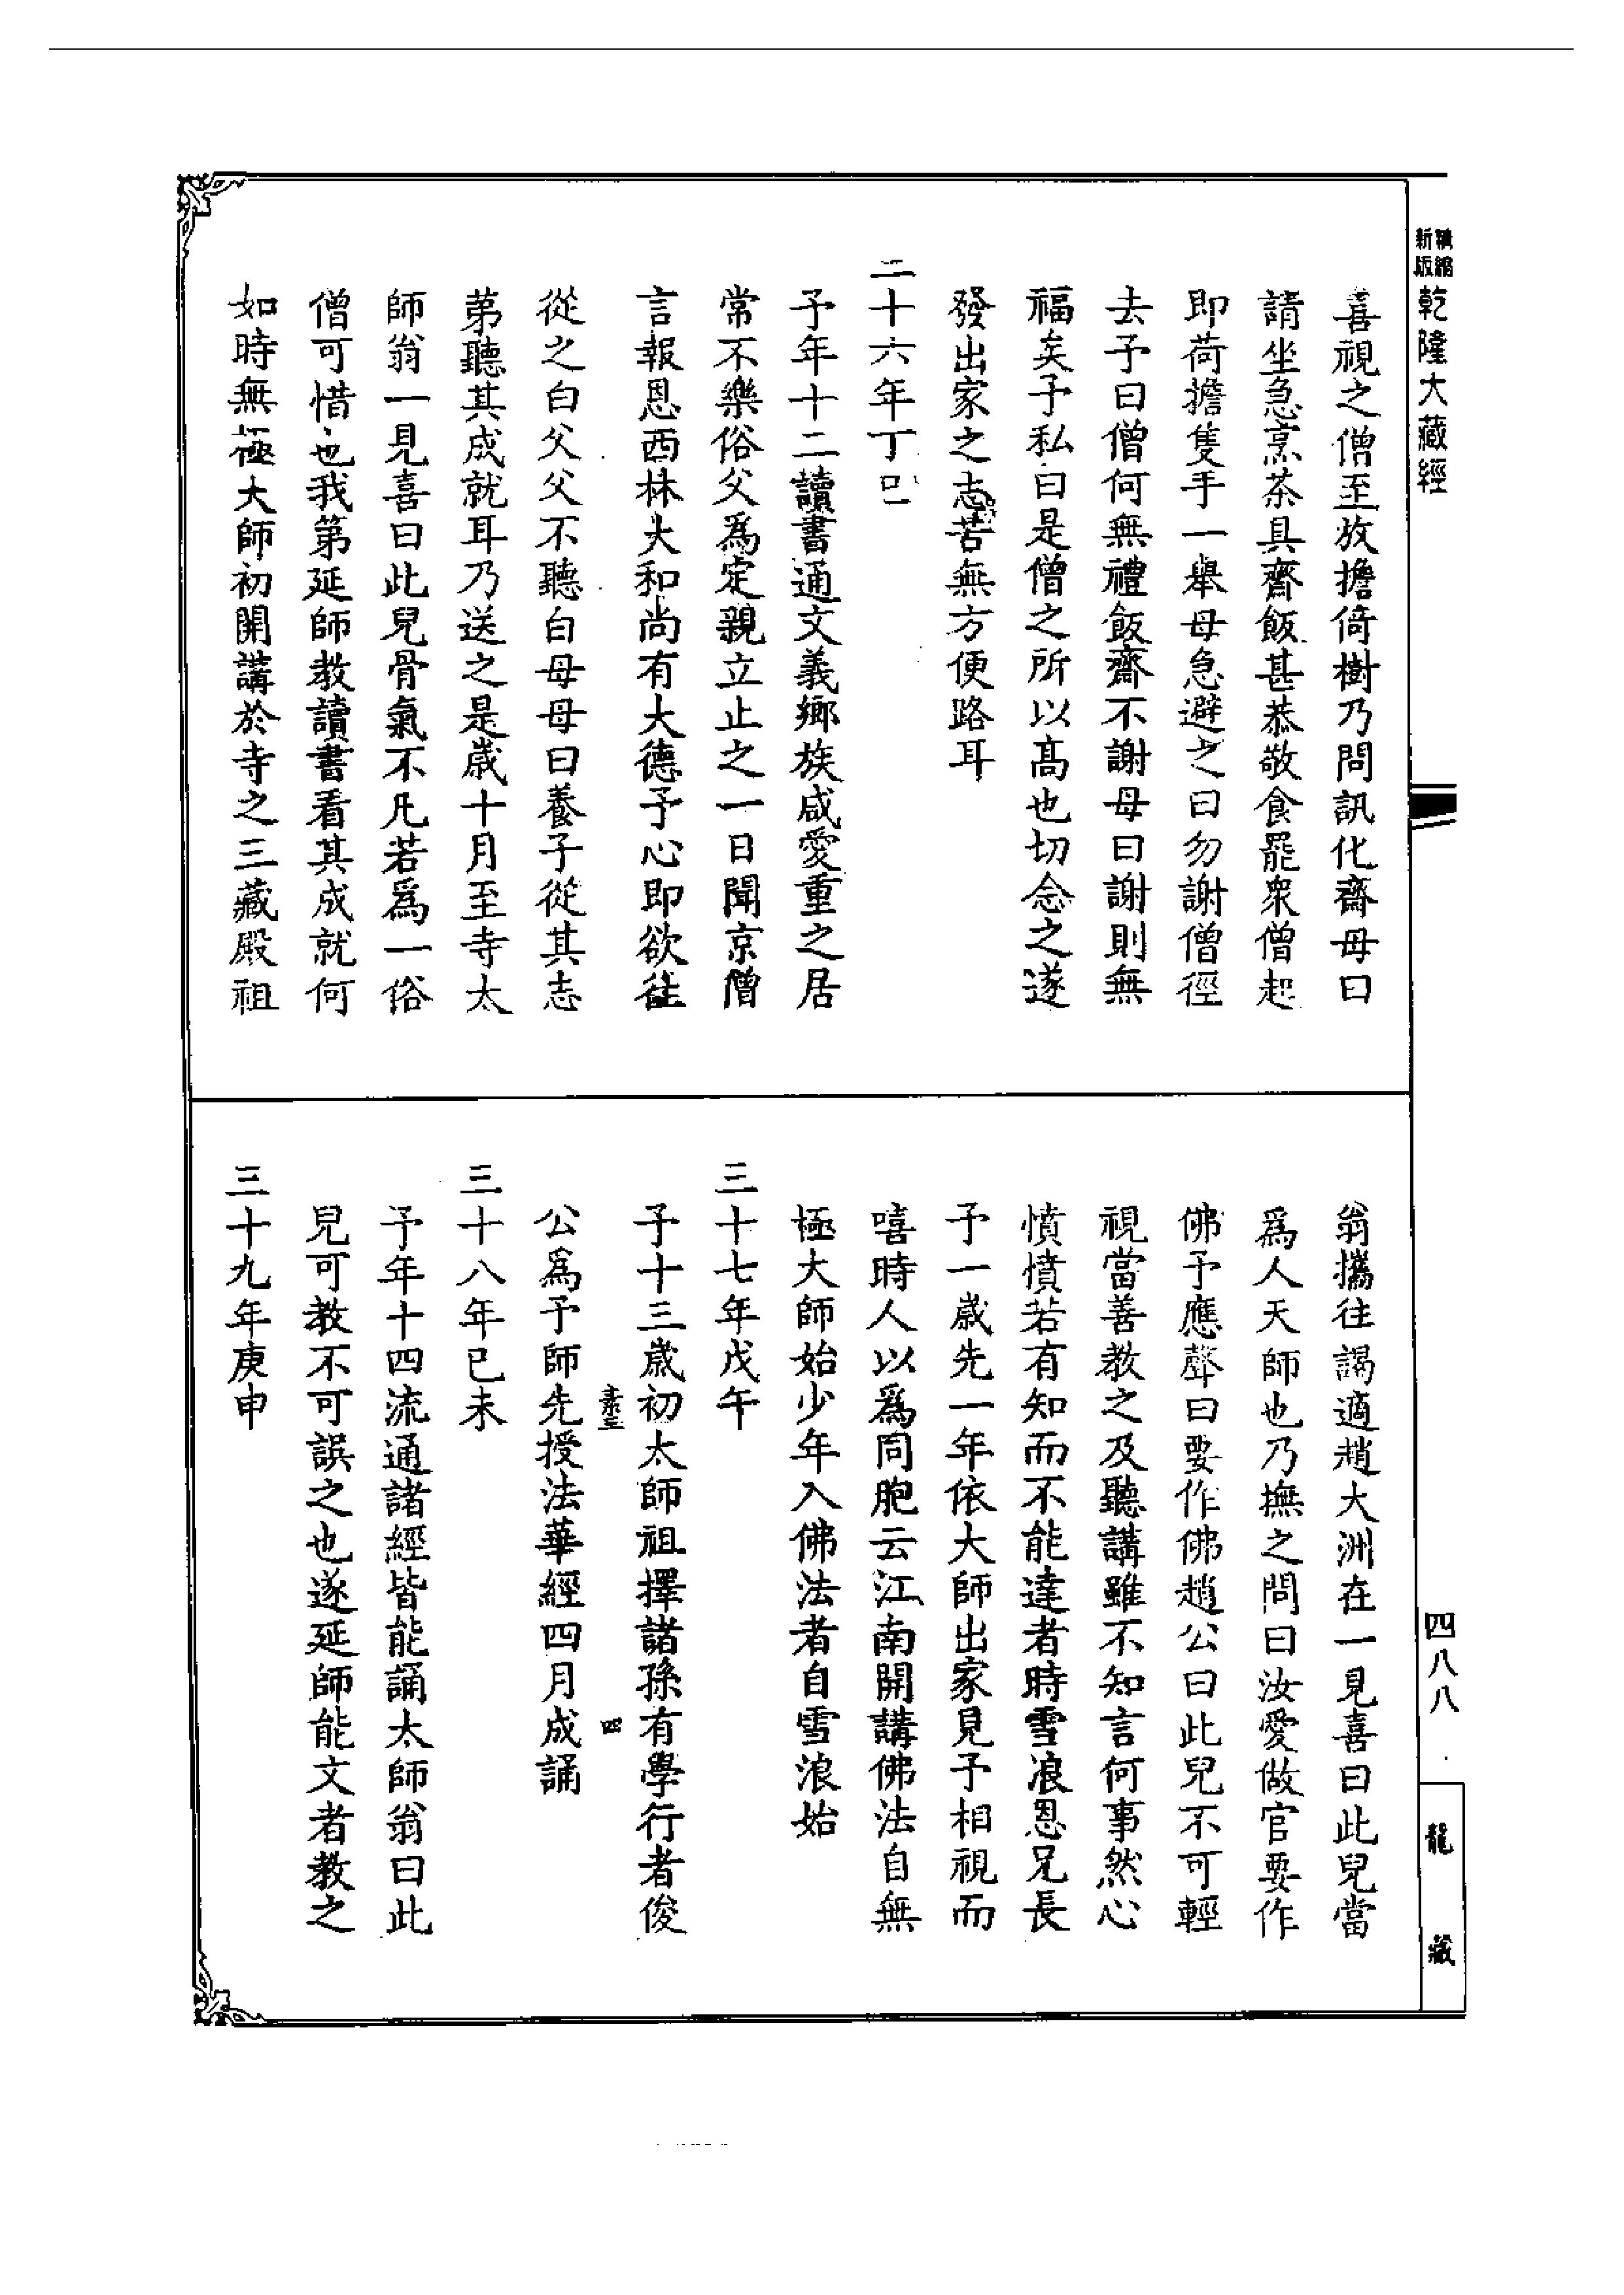 精縮
新版
乾隆大藏經
喜視之僧至放擔倚樹乃問訊化齋母曰
請坐急烹茶具齋飯甚恭敬食罷衆僧起
即荷擔隻手一舉母急避之曰勿謝僧徑
去予曰僧何無禮飯齋不謝母曰謝則無
福矣予私曰是僧之所以髙也切念之遂
發出家之志苦無方便路耳
三十六年丁巳
予年十二讀書通文義鄉族咸愛重之居
常不樂俗父爲定親立止之一日聞京僧
言報恩西林大和尚有大德予心即欲往
從之白父父不聽白母母曰養子從其志
第聽其成就耳乃送之是歲十月至寺太
師翁一見喜曰此兒骨氣不凡若爲一俗
僧可惜也我第延師教讀書看其成就何
如時無極大師初開講於寺之三藏殿祖
翁攜往謁適趙大洲在一見喜曰此兒當
爲人天師也乃撫之問曰汝愛做官要作
佛予應聲曰要作佛趙公曰此兒不可輕
視當善教之及聽講雖不知言何事然心
憤憤若有知而不能達者時雪浪恩兄長
予一歲先一年依大師出家見予相視而
嘻時人以爲同胞云江南開講佛法自無
極大師始少年入佛法者自雪浪始
三十七年戊午
予十三歲初太師祖擇諸孫有學行者俊
四
公爲予師先授法華經四月成誦
三十八年已未
予年十四流通諸經皆能誦太師翁曰此
兒可教不可誤之也遂延師能文者教之
三十九年庚申
四八八
龍藏